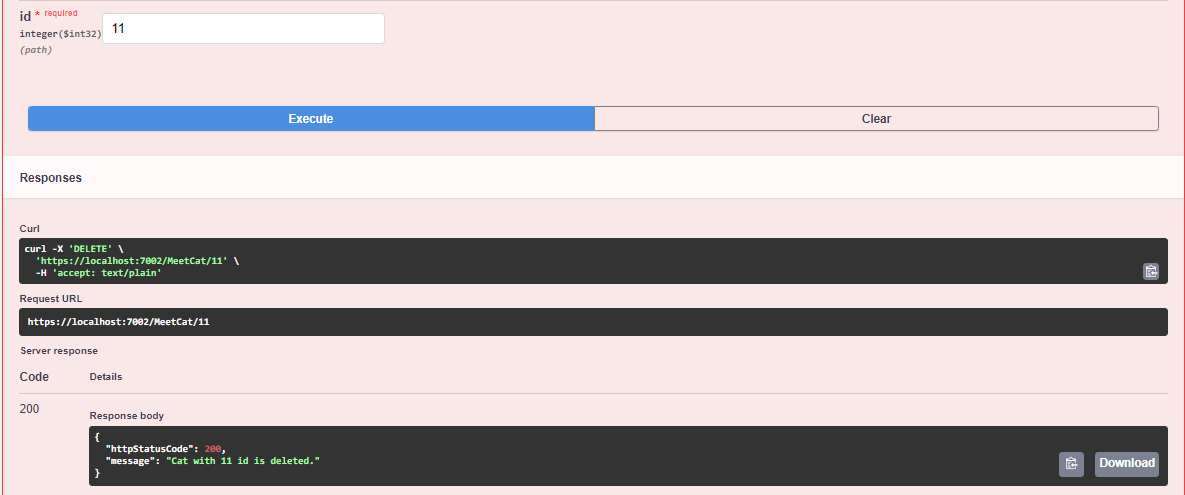 id * required
integer($int32)
11
(path)
Execute
Clear
Responses
Curl
curl -X 'DELETE' \
  'https://localhost:7002/MeetCat/11' \
  -H 'accept: text/plain'
Request URL
https://localhost:7002/MeetCat/11
Server response
Code Details
200
Response body
{
  "httpStatusCode": 200,
  "message": "Cat with 11 id is deleted."
}
Download